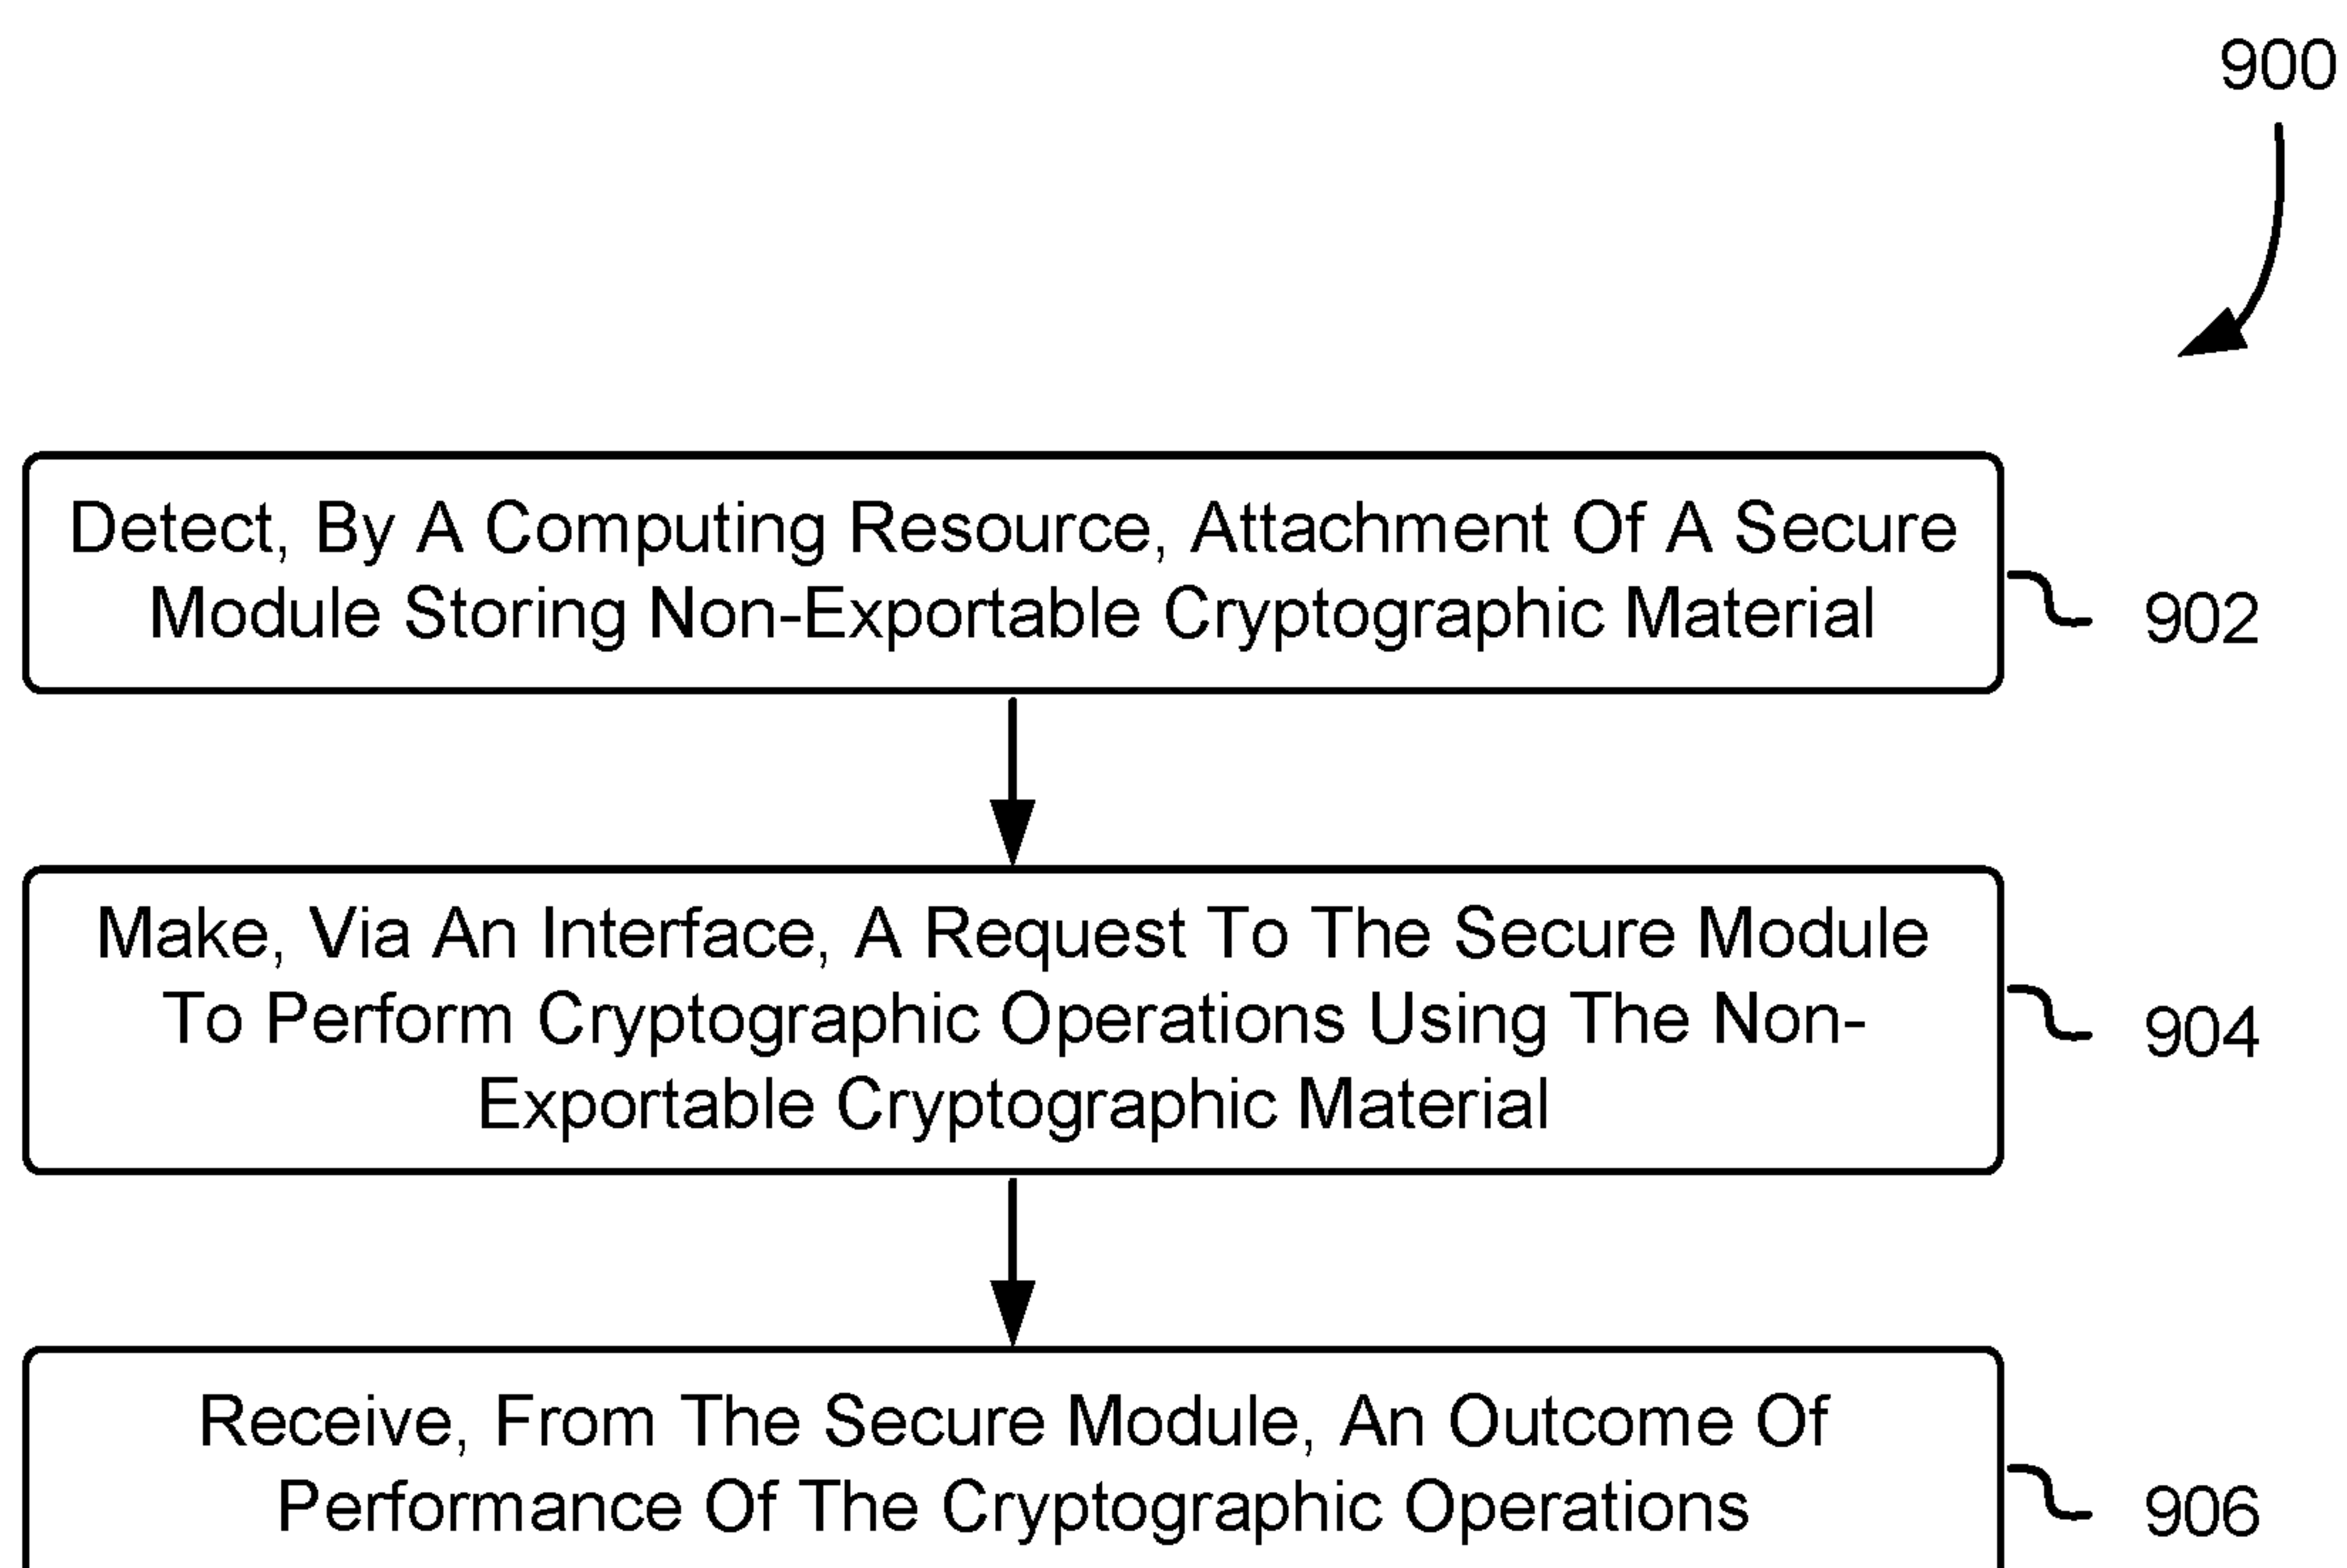 900
Detect, By A Computing Resource, Attachment Of A Secure
Module Storing Non-Exportable Cryptographic Material
902
Make, Via An Interface, A Request To The Secure Module
To Perform Cryptographic Operations Using The Non-
Exportable Cryptographic Material
904
Receive, From The Secure Module, An Outcome Of
Performance Of The Cryptographic Operations
906